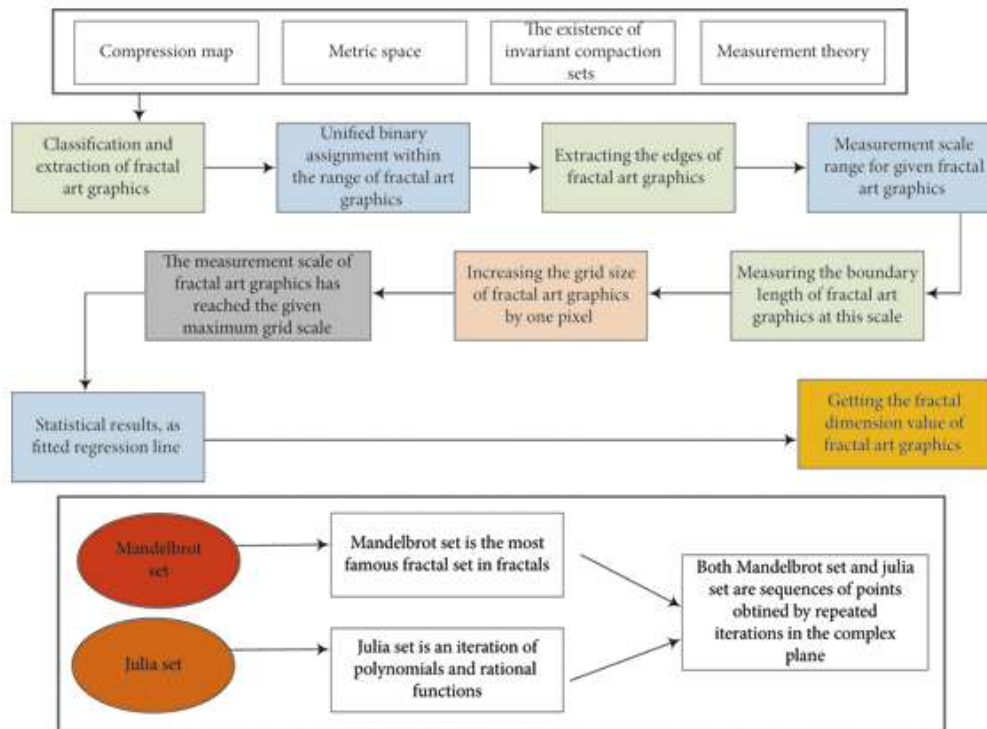 Compression map
Metric space
The existence of
invariant compaction
sets
Measurement theory
Classification and
extraction of fractal
art graphics
Unified binary
assignment within
the range of fractal art
graphics
Extracting the edges of
fractal art graphics
Measurement scale
range for given fractal
art graphics
The measurement scale of
fractal art graphics has
reached the given
maximum grid scale
Increasing the grid size
of fractal art graphics
by one pixel
Measuring the boundary
length of fractal art
graphics at this scale
Statistical results, as
fitted regression line
Getting the fractal
dimension value of
fractal art graphics
Mandelbrot
set
Mandelbrot set is the most
famous fractal set in fractals
Both Mandelbrot set and julia
set are sequences of points
obtined by repeated
iterations in the complex
plane
Julia set
Julia set is an iteration of
polynomials and rational
functions